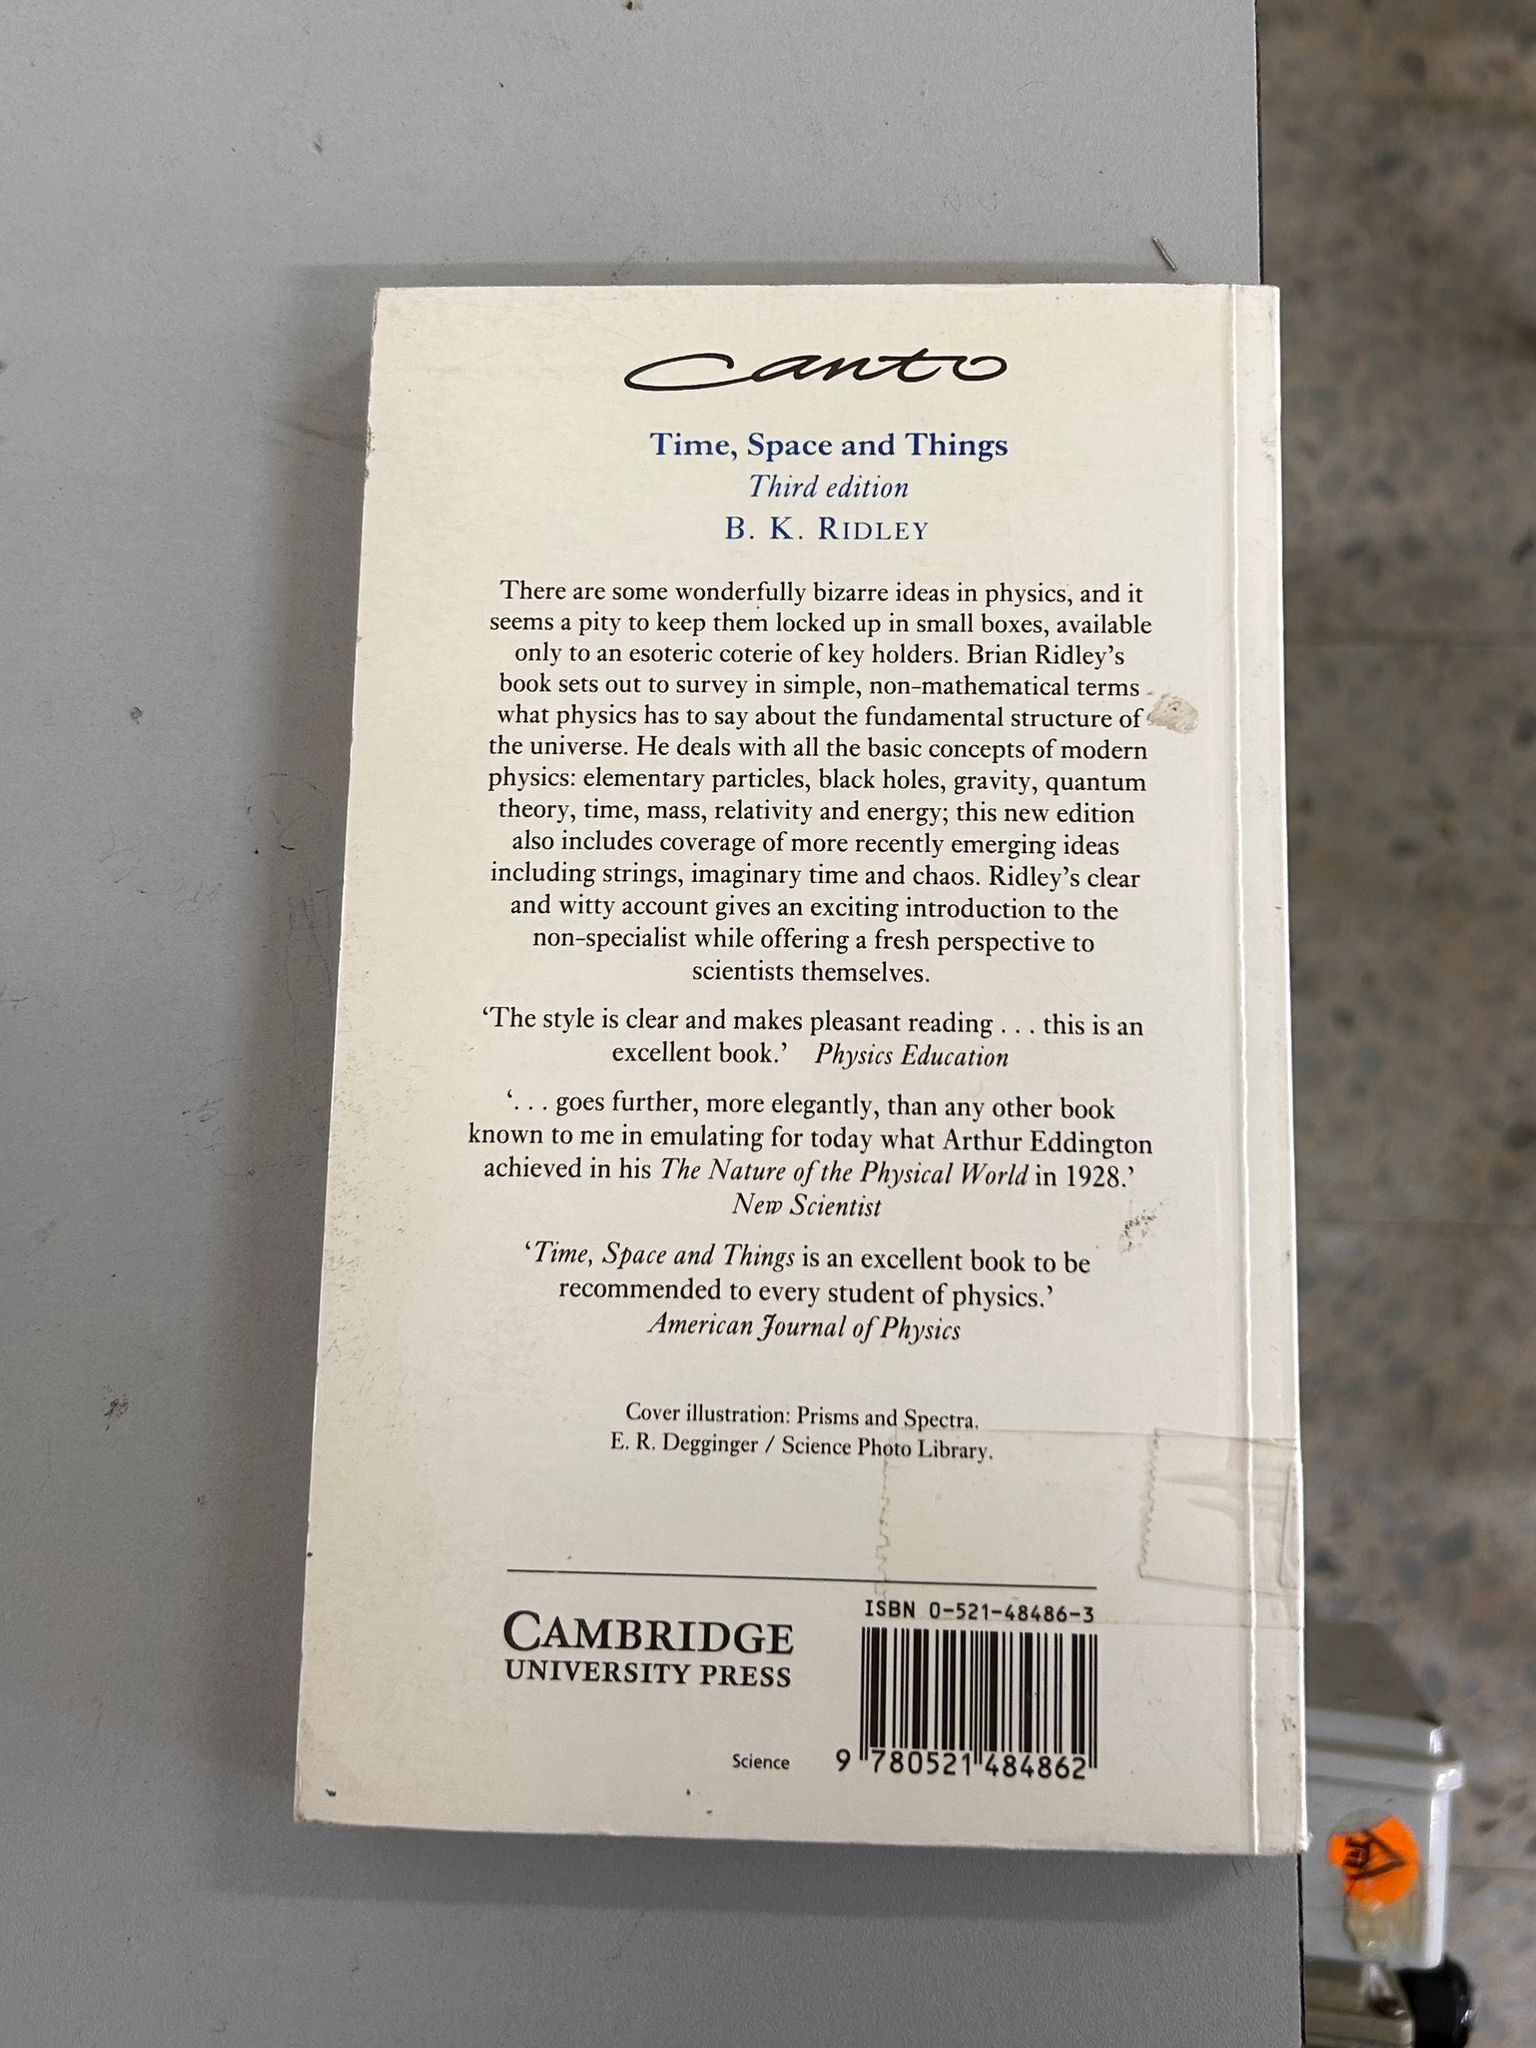 canto
Time, Space and Things
Third edition
B. K. RIDLEY
There are some wonderfully bizarre ideas in physics, and it
seems a pity to keep them locked up in small boxes, available
only to an esoteric coterie of key holders. Brian Ridley's
book sets out to survey in simple, non-mathematical terms
what physics has to say about the fundamental structure of
the universe. He deals with all the basic concepts of modern
physics: elementary particles, black holes, gravity, quantum
theory, time, mass, relativity and energy; this new edition
also includes coverage of more recently emerging ideas
including strings, imaginary time and chaos. Ridley's clear
and witty account gives an exciting introduction to the
non-specialist while offering a fresh perspective to
scientists themselves.
‘The style is clear and makes pleasant reading . . . this is an
excellent book.’ Physics Education
‘. . . goes further, more elegantly, than any other book
known to me in emulating for today what Arthur Eddington
achieved in his The Nature of the Physical World in 1928.’
New Scientist
‘Time, Space and Things is an excellent book to be
recommended to every student of physics.’
American Journal of Physics
Cover illustration: Prisms and Spectra.
E. R. Degginger / Science Photo Library.
CAMBRIDGE
UNIVERSITY PRESS
Science
ISBN 0-521-48486-3
9 780521 484862